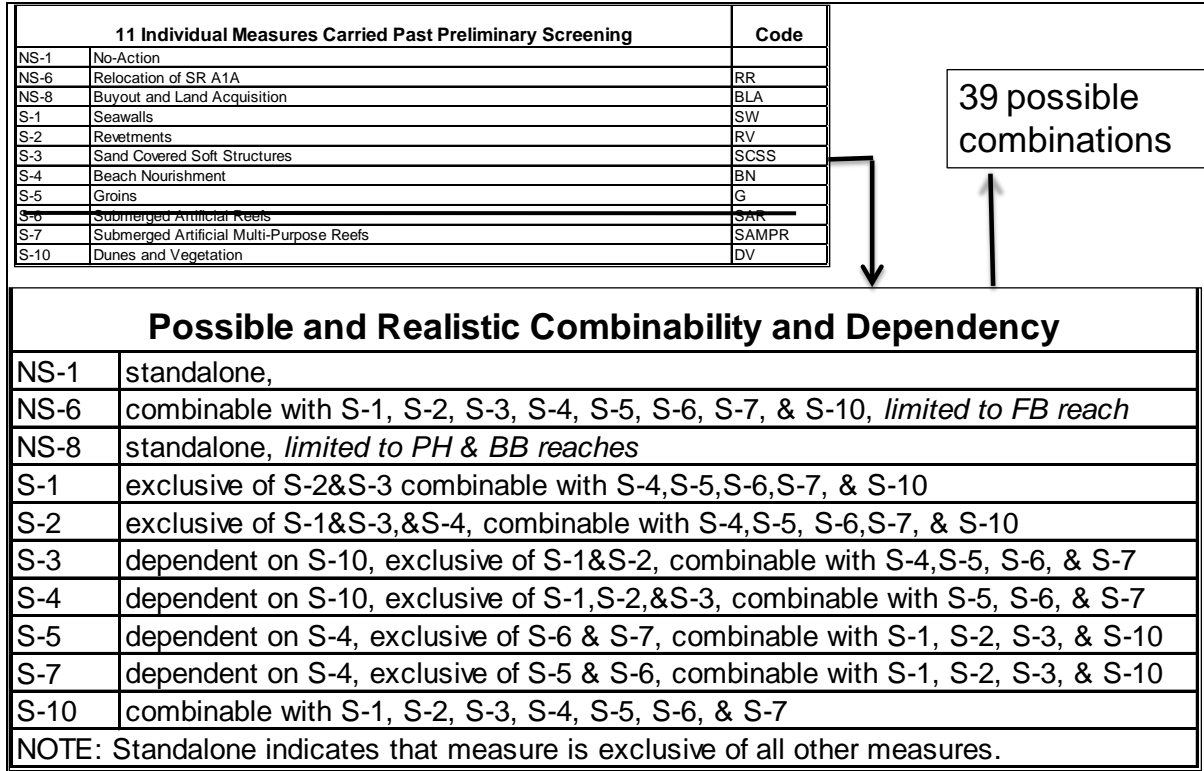 11 Individual Measures Carried Past Preliminary Screening Code
NS-1 No-Action
NS-6 Relocation of SR A1A RR
NS-8 Buyout and Land Acquisition BLA
S-1 Seawalls SW
S-2 Revetments RV
S-3 Sand Covered Soft Structures SCSS
S-4 Beach Nourishment BN
S-5 Groins G
S-6 Submerged Artificial Reefs SAR
S-7 Submerged Artificial Multi-Purpose Reefs SAMPR
S-10 Dunes and Vegetation DV
39 possible
combinations
Possible and Realistic Combinability and Dependency
NS-1 standalone,
NS-6 combinable with S-1, S-2, S-3, S-4, S-5, S-6, S-7, & S-10, limited to FB reach
NS-8 standalone, limited to PH & BB reaches
S-1 exclusive of S-2&S-3 combinable with S-4,S-5,S-6,S-7, & S-10
S-2 exclusive of S-1&S-3,&S-4, combinable with S-4,S-5, S-6,S-7, & S-10
S-3 dependent on S-10, exclusive of S-1&S-2, combinable with S-4,S-5, S-6, & S-7
S-4 dependent on S-10, exclusive of S-1,S-2,&S-3, combinable with S-5, S-6, & S-7
S-5 dependent on S-4, exclusive of S-6 & S-7, combinable with S-1, S-2, S-3, & S-10
S-7 dependent on S-4, exclusive of S-5 & S-6, combinable with S-1, S-2, S-3, & S-10
S-10 combinable with S-1, S-2, S-3, S-4, S-5, S-6, & S-7
NOTE: Standalone indicates that measure is exclusive of all other measures.